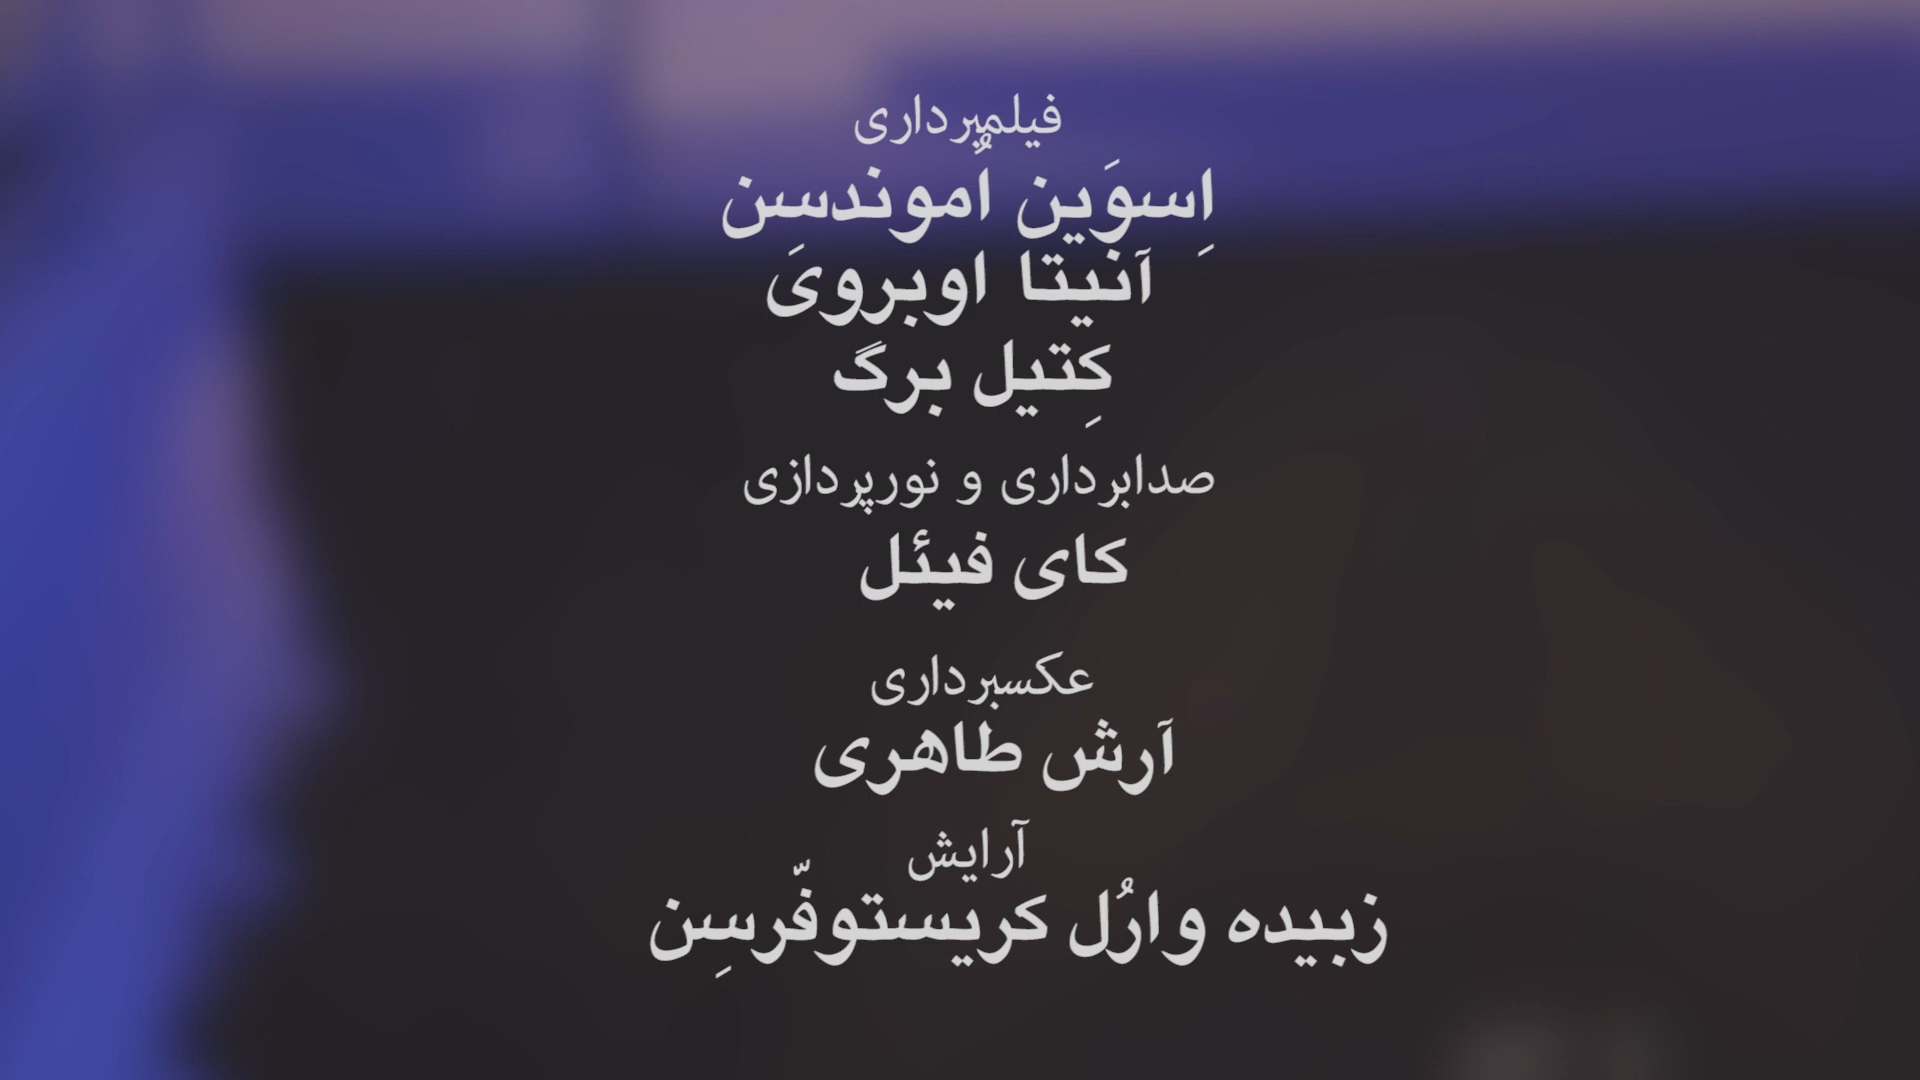 فیلمبرداری
اِسوَین اُموندسن
آنیتا اوبرویَ
کِتیل برگ
صدابرداری و نورپردازی
کای فیئل
عکسبرداری
آرش طاهری
آرایش
زبیده وارُل کریستوفّرسِن